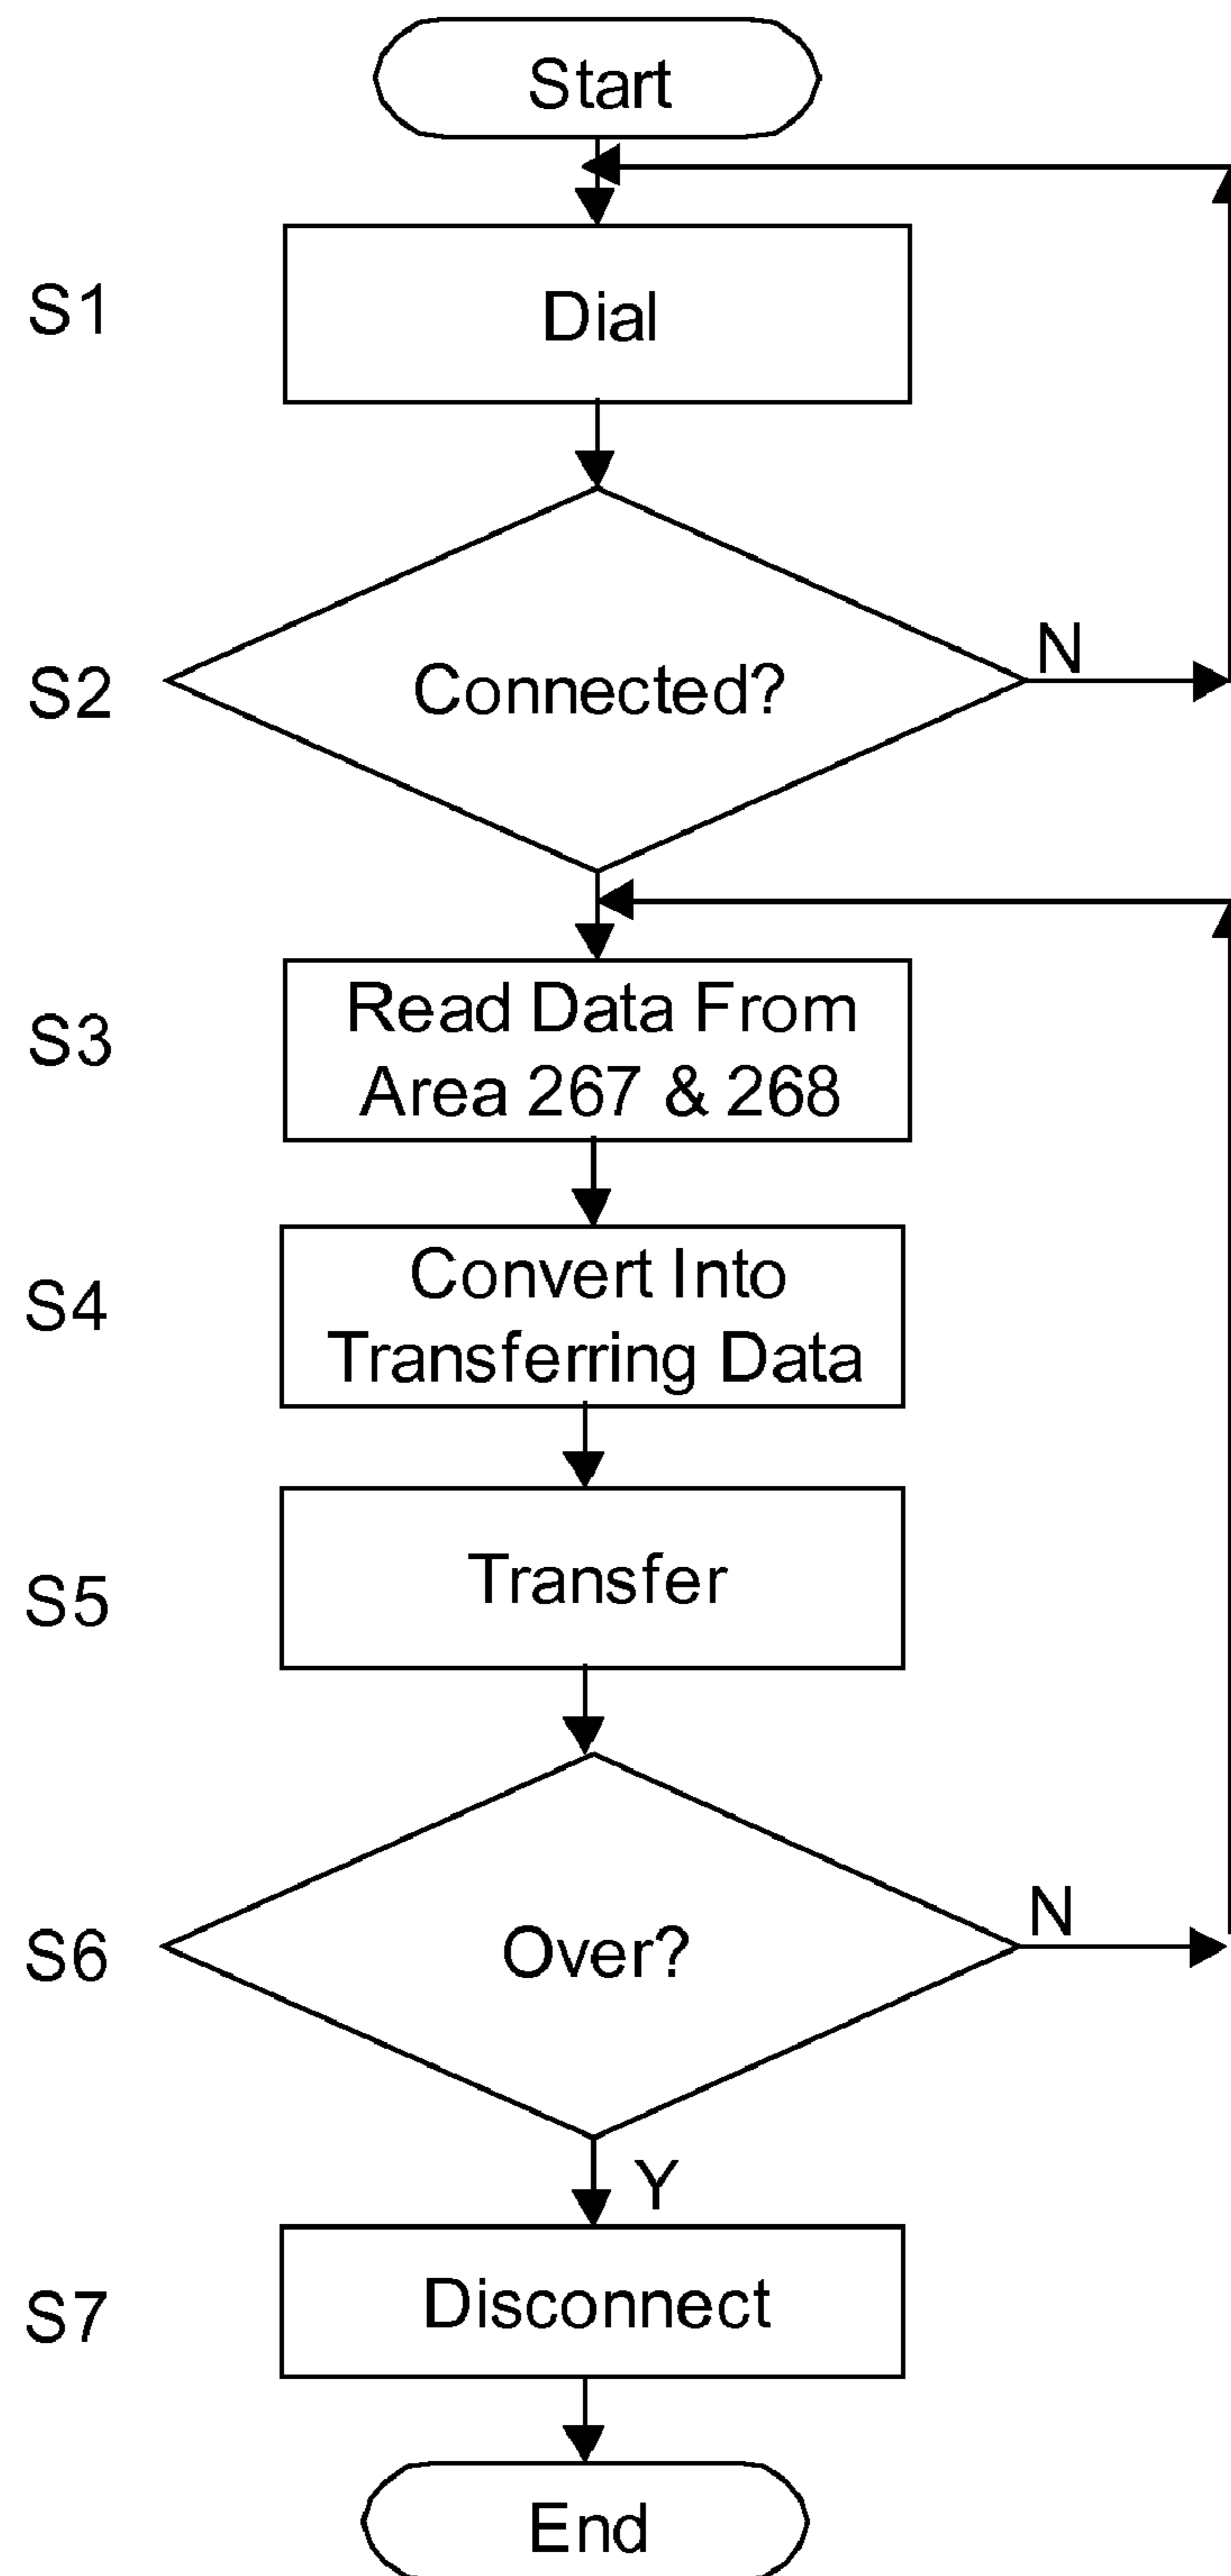 Start
S1
Dial
S2
Connected?
N
S3
Read Data From
Area 267 & 268
S4
Convert Into
Transferring Data
S5
Transfer
S6
Over?
N
Y
S7
Disconnect
End